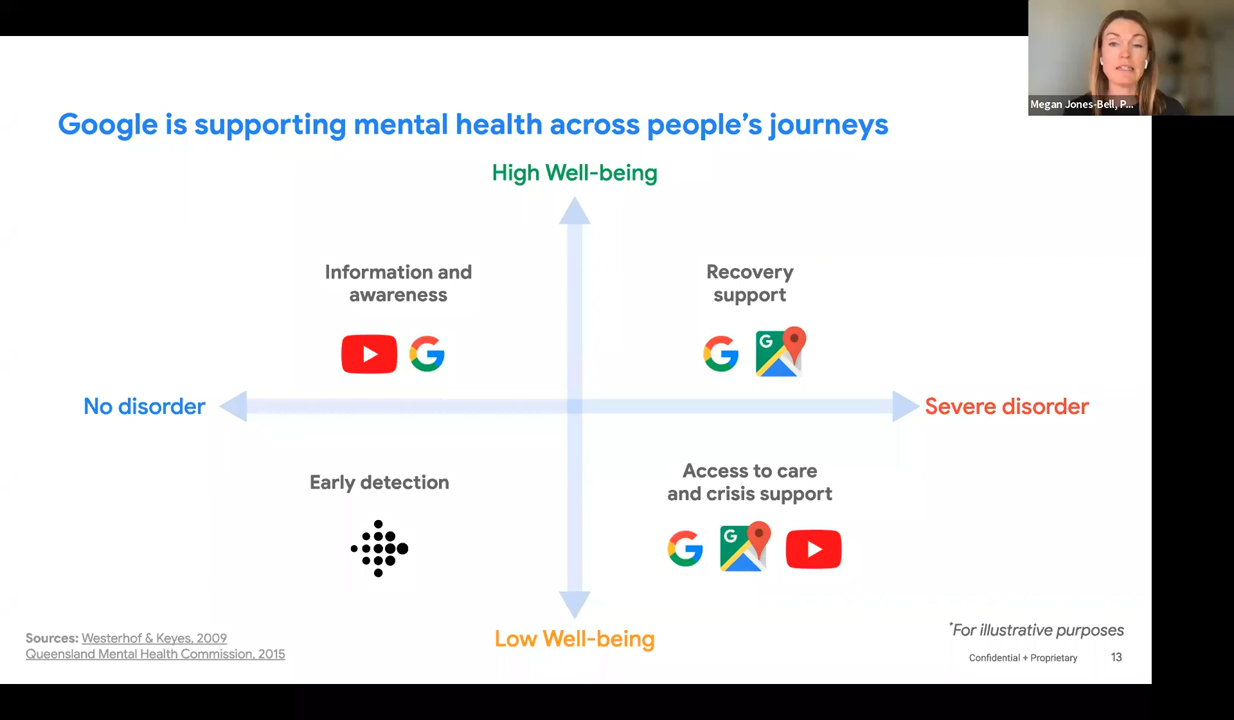 Megan Jones-Bell, P...
Google is supporting mental health across people's journeys
High Well-being
Information and
awareness
Recovery
support
G
G
G
No disorder
Severe disorder
Early detection
Access to care
and crisis support
G
G
Low Well-being
Sources: Westerhof & Keyes, 2009
Queensland Mental Health Commission, 2015
*For illustrative purposes
Confidential + Proprietary 13